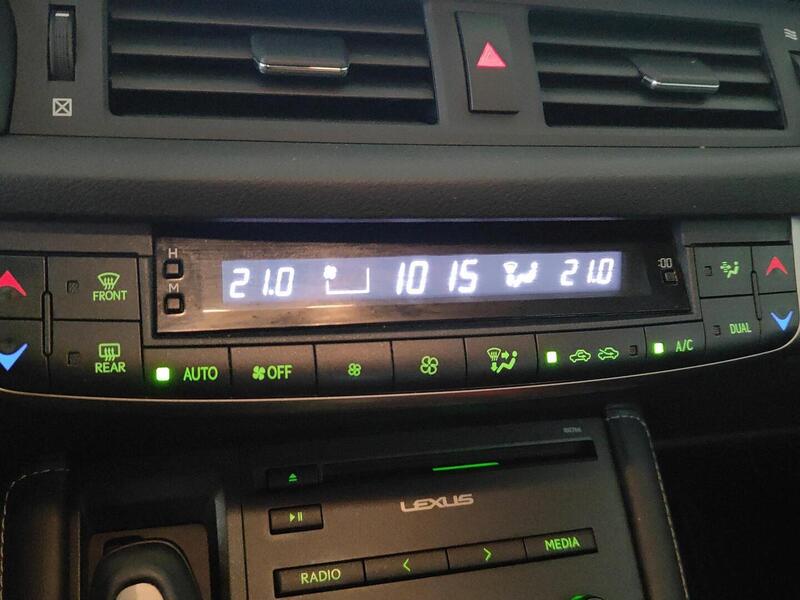 H
M
21.0 10 15 21.0
:00
FRONT
REAR
AUTO
OFF
A/C
DUAL
LEXUS
RADIO
MEDIA